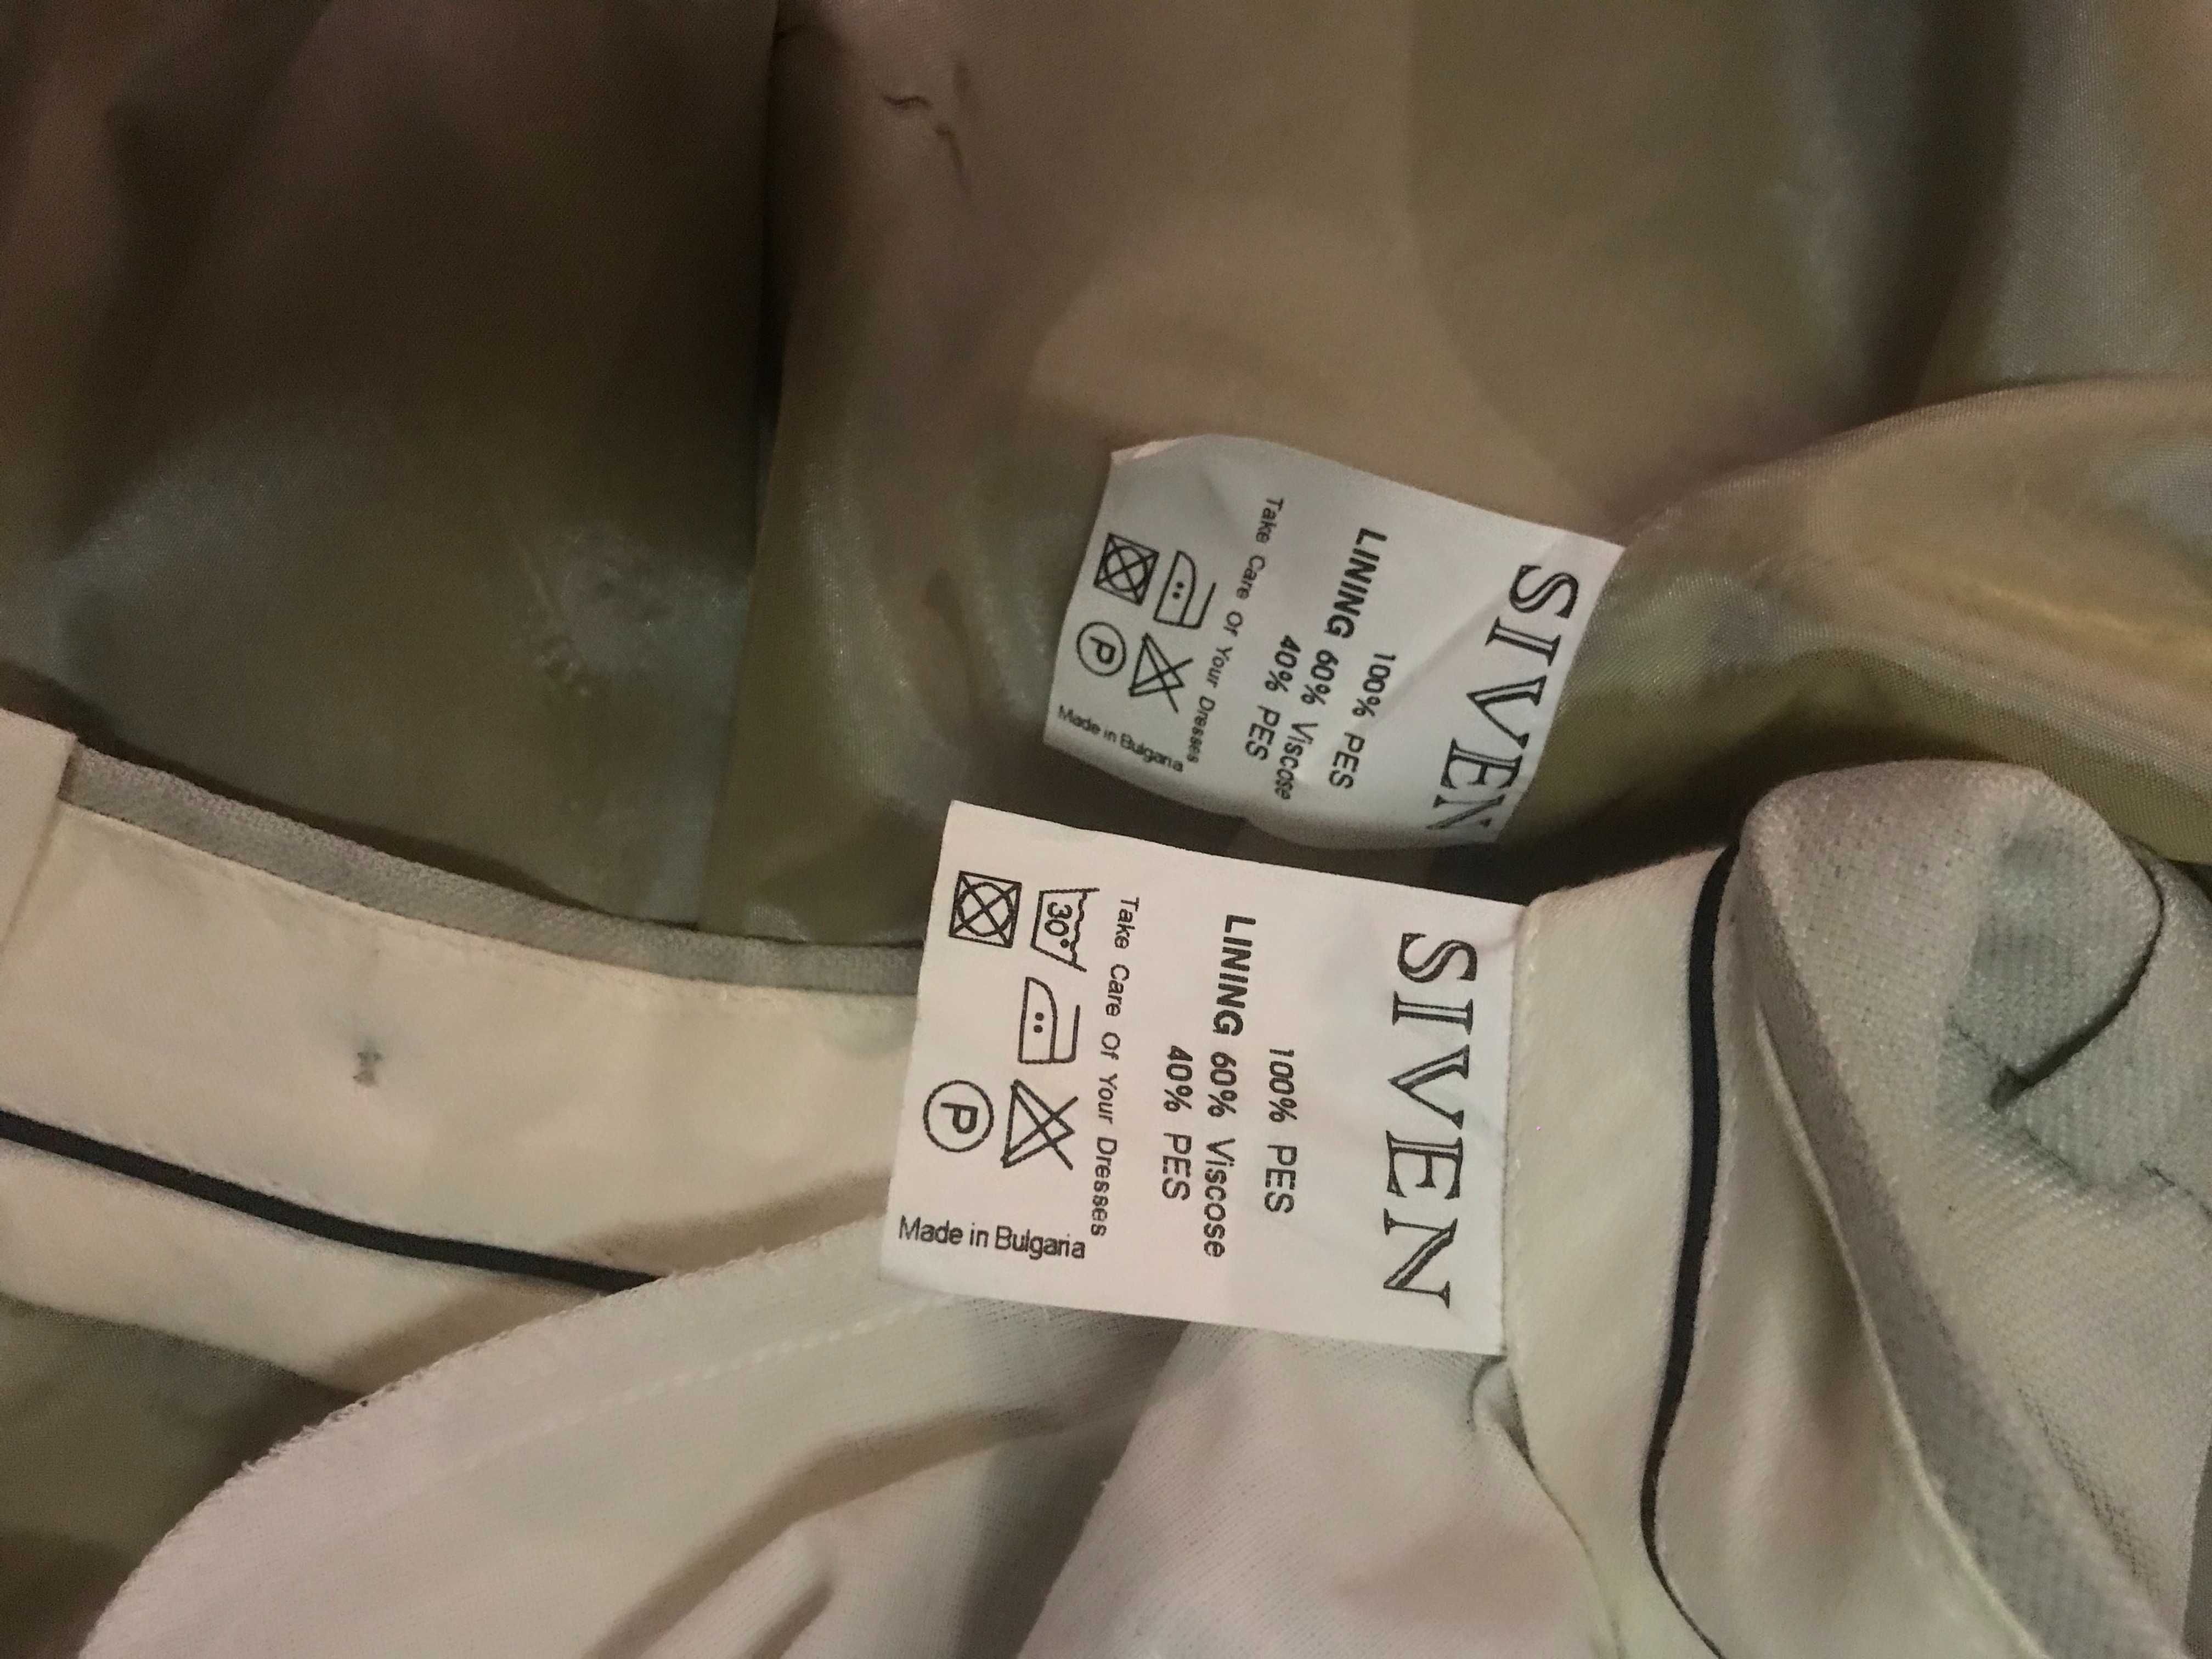 SIVEN
100% PES
LINING 60% Viscose
40% PES
Take Care Of Your Dresses
P
Made in Bulgaria
SIVEN
100% PES
LINING 60% Viscose
40% PES
Take Care Of Your Dresses
30°
P
Made in Bulgaria